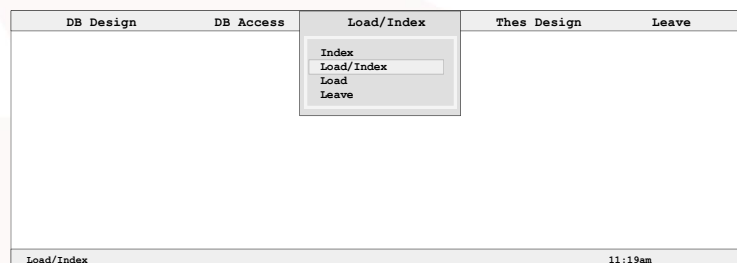 DB Design DB Access Load/Index Thes Design Leave
Index
Load/Index
Load
Leave
Load/Index 11:19am